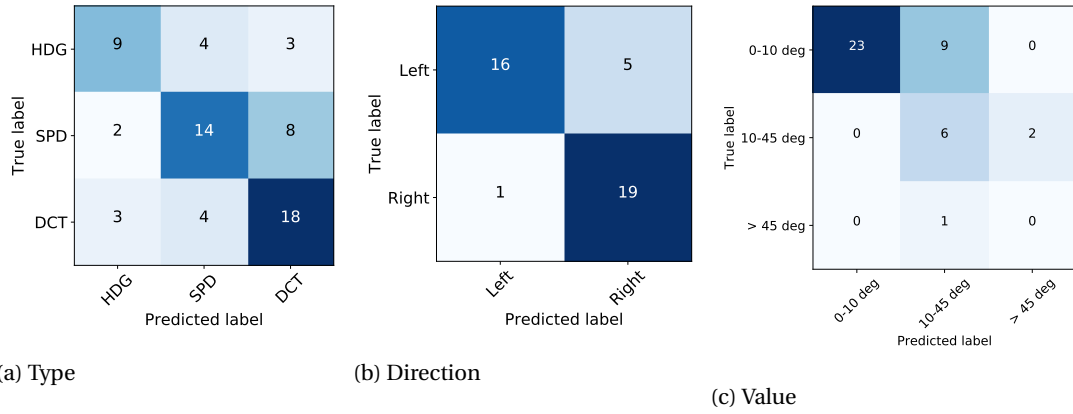 HDG
9
4
3
SPD
2
14
8
DCT
3
4
18
True label
HDG
SPD
DCT
Predicted label
(a) Type
Left
16
5
Right
1
19
True label
Left
Right
Predicted label
(b) Direction
0-10 deg
23
9
0
10-45 deg
0
6
2
> 45 deg
0
1
0
True label
0-10 deg
10-45 deg
> 45 deg
Predicted label
(c) Value